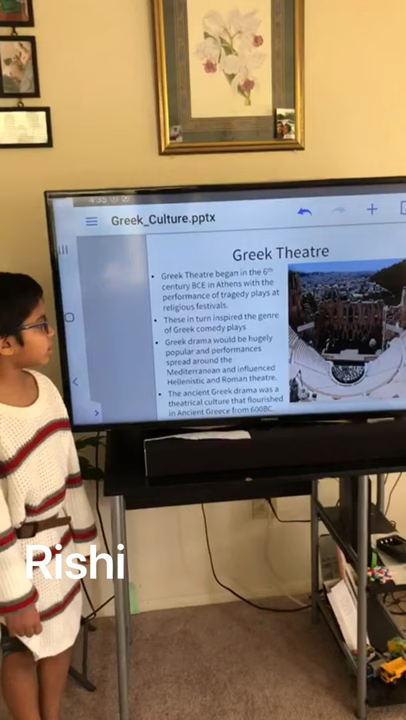 Greek_Culture.pptx
Greek Theatre
• Greek Theatre began in the 6th
century BCE in Athens with the
performance of tragedy plays at
religious festivals.
• These in turn inspired the genre
of Greek comedy plays
• Greek drama would be hugely
popular and performances
spread around the
Mediterranean and influenced
Hellenistic and Roman theatre.
• The ancient Greek drama was a
theatrical culture that flourished
in Ancient Greece from 600BC.
Rishi